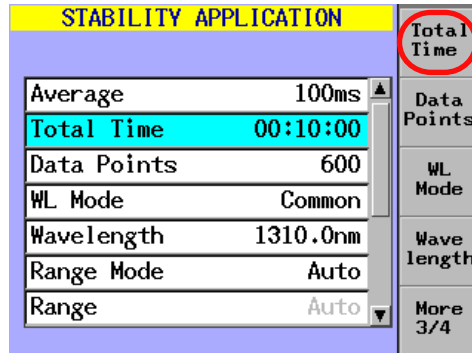 STABILITY APPLICATION
Average 100ms
Total Time 00:10:00
Data Points 600
WL Mode Common
Wavelength 1310.0nm
Range Mode Auto
Range Auto
Total
Time
Data
Points
WL
Mode
Wave
length
More
3/4